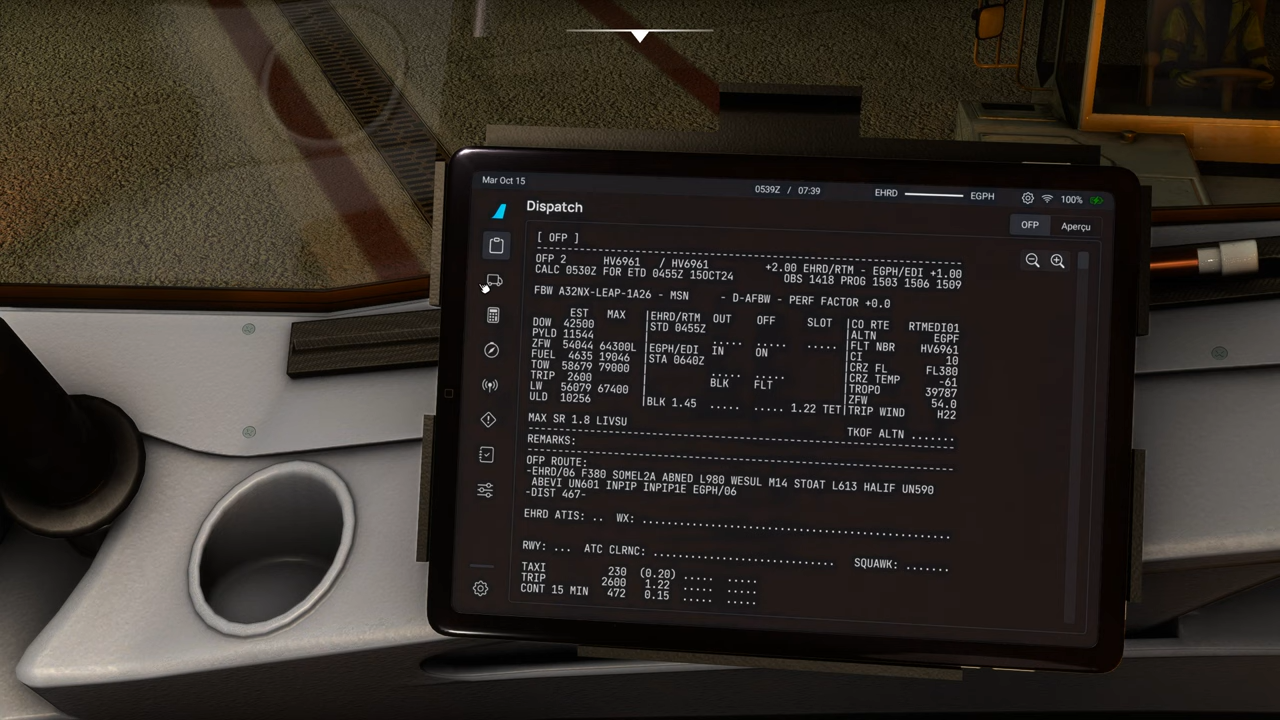 Mar Oct 15 0539Z / 07:39 EHRD EGPH 100%
Dispatch OFP Aperçu
[ OFP ]
OFP 2 HV6961 / HV6961 +2.00 EHRD/RTM - EGPH/EDI +1.00
CALC 0530Z FOR ETD 0455Z 15OCT24 OBS 1418 PROG 1503 1506 1509
FBW A32NX-LEAP-1A26 - MSN - D-AFBW - PERF FACTOR +0.0
EST MAX |EHRD/RTM OUT OFF SLOT |CO RTE RTMEDI01
DOW 42500 |STD 0455Z |ALTN EGPF
PYLD 11544 ..... ..... ..... |FLT NBR HV6961
ZFW 54044 64300L |EGPH/EDI IN ON |CI 10
FUEL 4635 19046 |STA 0640Z |CRZ FL FL380
TOW 58679 79000 ..... ..... |CRZ TEMP -61
TRIP 2600 BLK FLT |TROPO 39787
LW 56079 67400 |ZFW 54.0
ULD 10256 |BLK 1.45 ..... ..... 1.22 TET|TRIP WIND H22
MAX SR 1.8 LIVSU TKOF ALTN .......
REMARKS:
OFP ROUTE:
-EHRD/06 F380 SOMEL2A ABNED L980 WESUL M14 STOAT L613 HALIF UN590
ABEVI UN601 INPIP INPIP1E EGPH/06
-DIST 467-
EHRD ATIS: .. WX: ...............................................
RWY: ... ATC CLRNC: ........................... SQUAWK: .......
TAXI 230 (0.20) ..... .....
TRIP 2600 1.22 ..... .....
CONT 15 MIN 472 0.15 ..... .....